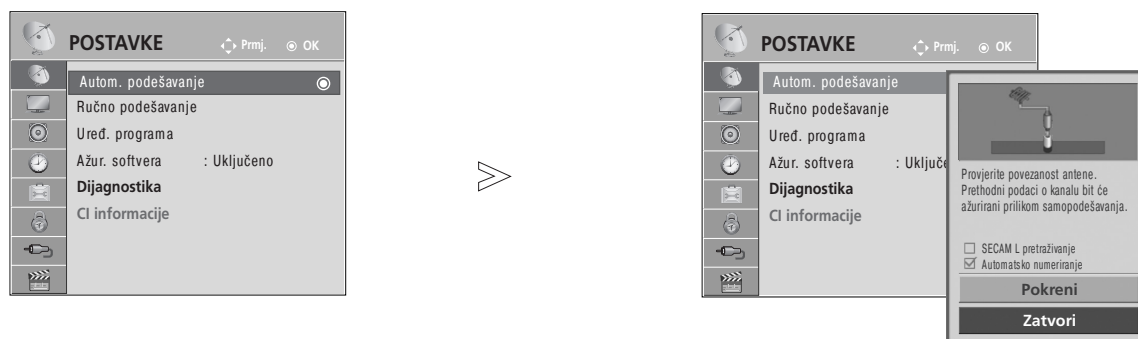 POSTAVKE Prmj. OK
Autom. podešavanje
Ručno podešavanje
Uređ. programa
Ažur. softvera : Uključeno
Dijagnostika
CI informacije
POSTAVKE Prmj. OK
Autom. podešavanje
Ručno podešavanje
Uređ. programa
Ažur. softvera : Uključe
Dijagnostika
CI informacije
Provjerite povezanost antene.
Prethodni podaci o kanalu bit će
ažurirani prilikom samopodešavanja.
SECAM L pretraživanje
Automatsko numeriranje
Pokreni
Zatvori